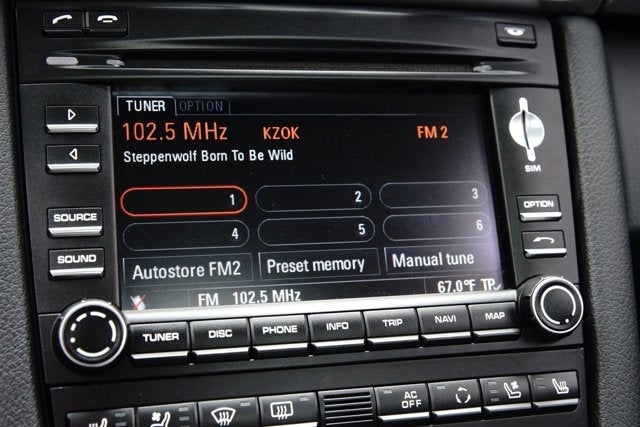 TUNER OPTION
102.5 MHz KZOK FM 2
Steppenwolf Born To Be Wild
1 2 3
4 5 6
Autostore FM2 Preset memory Manual tune
FM 102.5 MHz 67.0°F TP
SIM
SOURCE
SOUND
OPTION
TUNER DISC PHONE INFO TRIP NAVI MAP
AC OFF